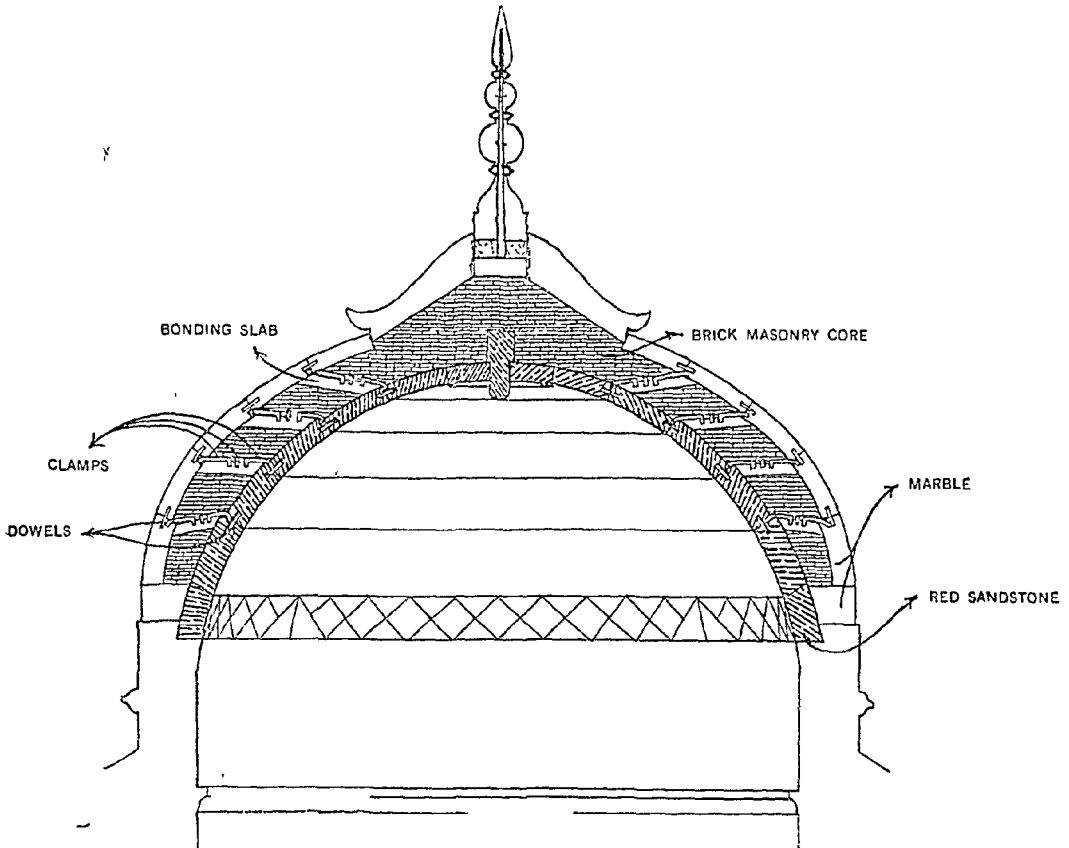 BONDING SLAB
BRICK MASONRY CORE
CLAMPS
MARBLE
DOWELS
RED SANDSTONE